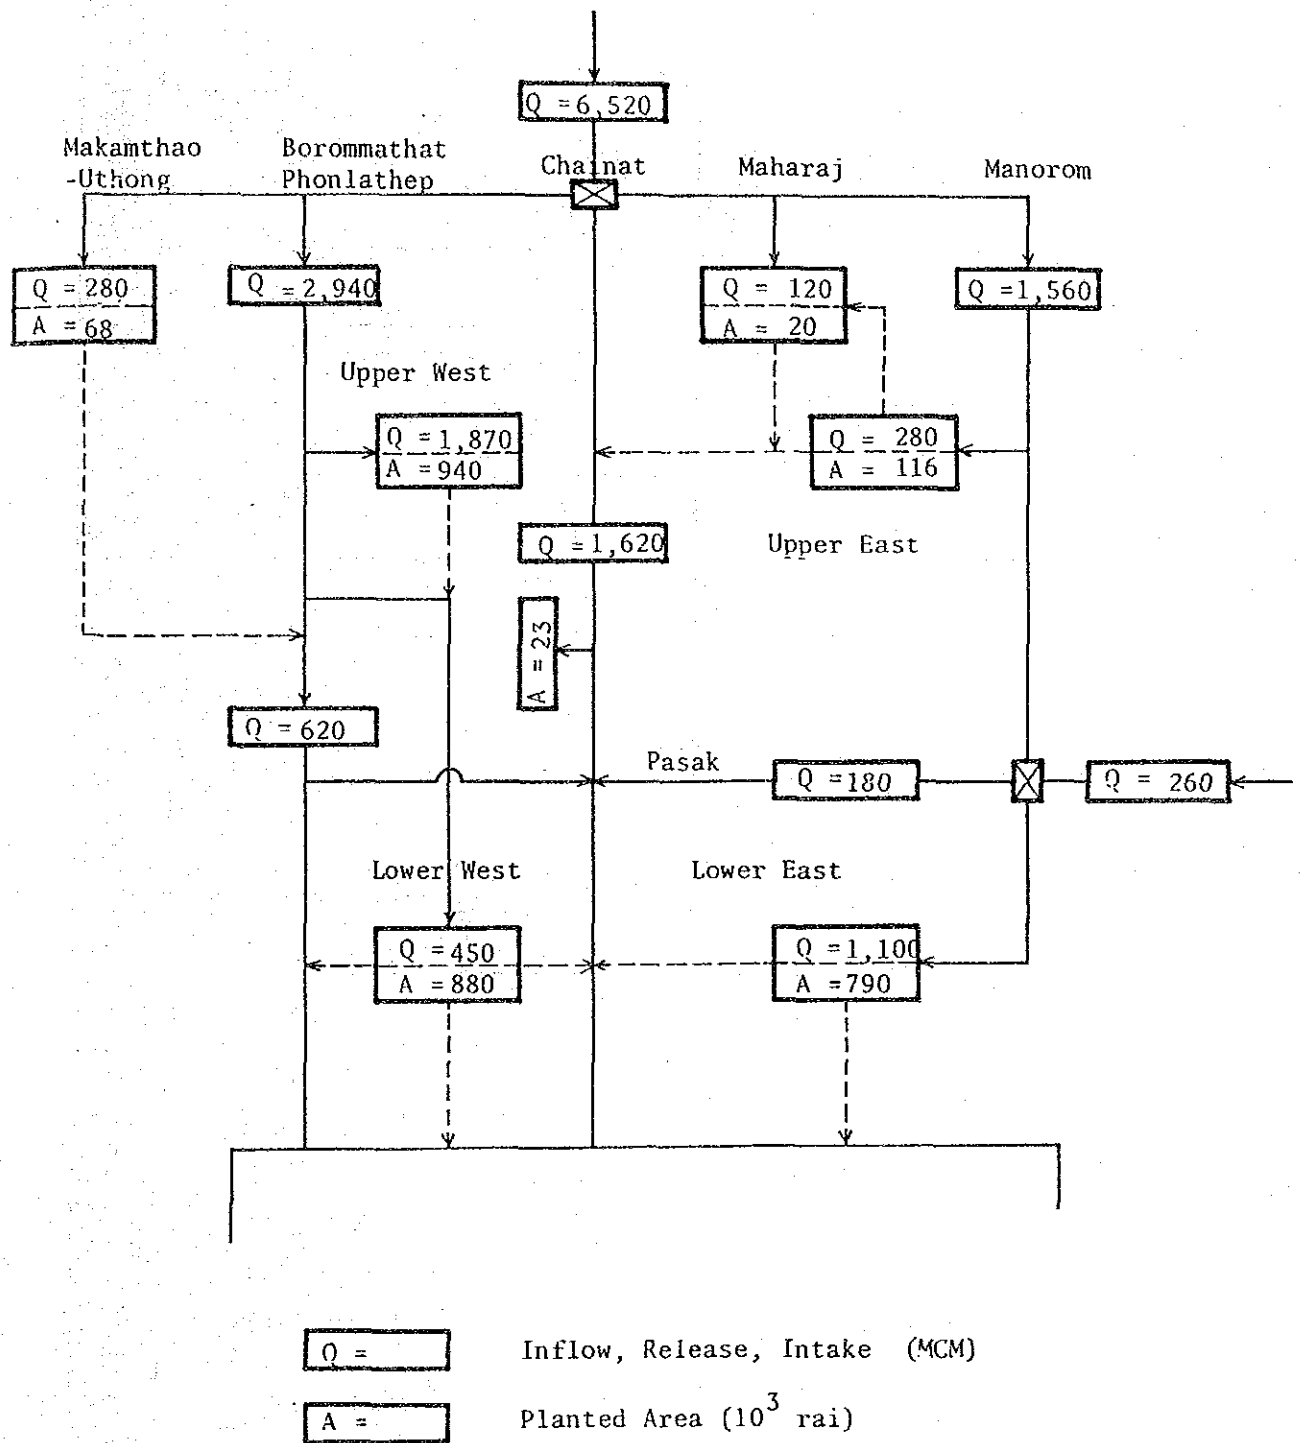 Q = 6,520
Makamthao
-Uthong
Borommathat
Phonlathep
Chainat
Maharaj
Manorom
Q = 280
A = 68
Q = 2,940
Q = 120
A = 20
Q = 1,560
Upper West
Q = 1,870
A = 940
Q = 280
A = 116
Q = 1,620
Upper East
A = 23
Q = 620
Pasak
Q = 180
Q = 260
Lower West
Lower East
Q = 450
A = 880
Q = 1,100
A = 790
Q =
Inflow, Release, Intake (MCM)
A =
Planted Area (10³ rai)